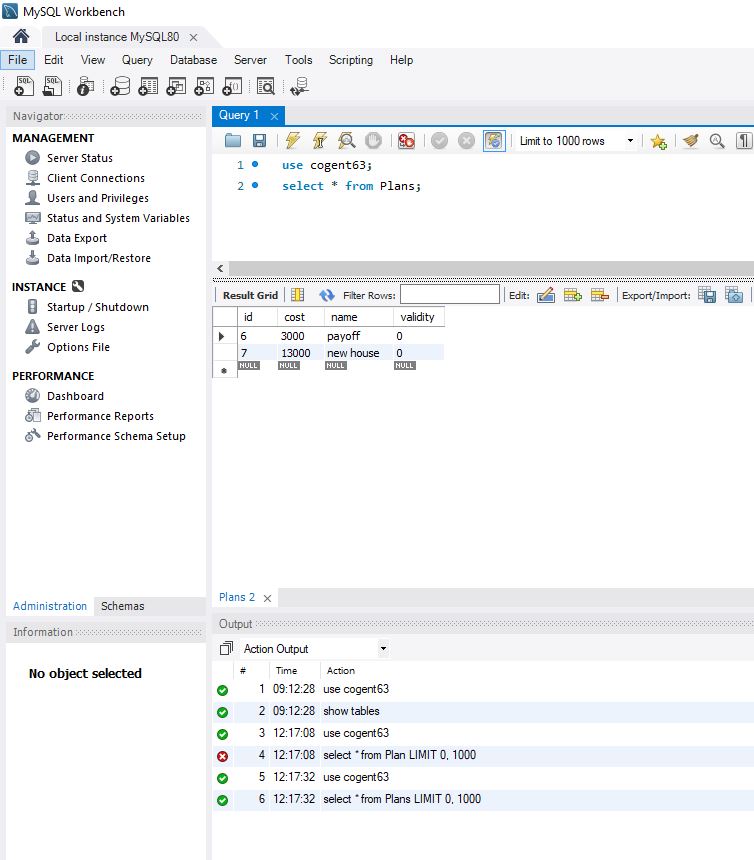 MySQL Workbench
Local instance MySQL80 ×
File Edit View Query Database Server Tools Scripting Help
Navigator
MANAGEMENT
Server Status
Client Connections
Users and Privileges
Status and System Variables
Data Export
Data Import/Restore
INSTANCE
Startup / Shutdown
Server Logs
Options File
PERFORMANCE
Dashboard
Performance Reports
Performance Schema Setup
Administration Schemas
Information
No object selected
Query 1 ×
Limit to 1000 rows
1 use cogent63;
2 select * from Plans;
Result Grid Filter Rows: Edit: Export/Import:
id cost name validity
6 3000 payoff 0
7 13000 new house 0
NULL NULL NULL NULL
Plans 2 ×
Output
Action Output
# Time Action
1 09:12:28 use cogent63
2 09:12:28 show tables
3 12:17:08 use cogent63
4 12:17:08 select * from Plan LIMIT 0, 1000
5 12:17:32 use cogent63
6 12:17:32 select * from Plans LIMIT 0, 1000